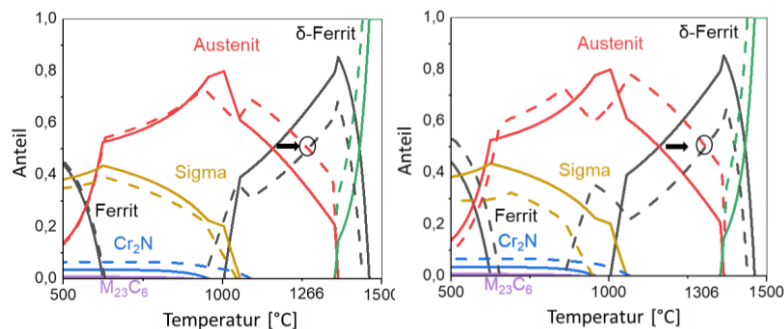 1,0
0,8
0,6
0,4
0,2
0,0
Anteil
δ-Ferrit
Austenit
Sigma
Ferrit
Cr₂N
M₂₃C₆
500
1000
1266
1500
Temperatur [°C]
1,0
0,8
0,6
0,4
0,2
0,0
Anteil
δ-Ferrit
Austenit
Sigma
Ferrit
Cr₂N
M₂₃C₆
500
1000
1306
1500
Temperatur [°C]